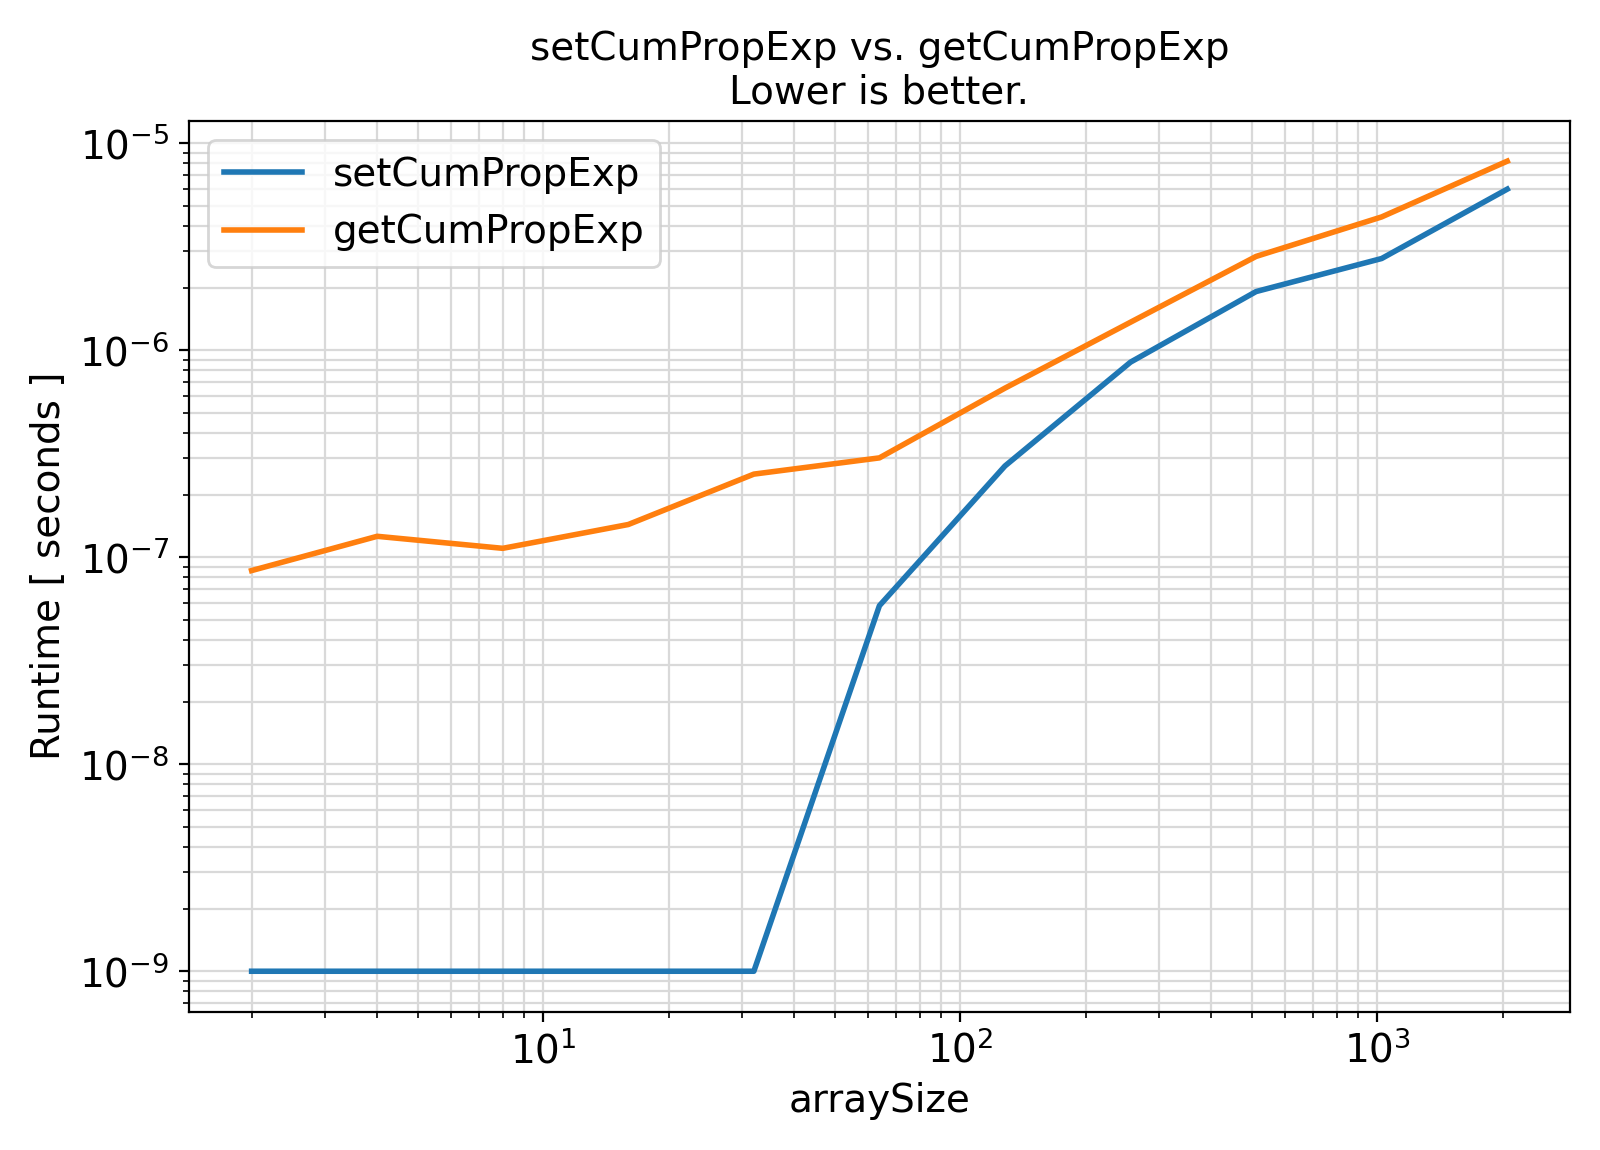 setCumPropExp vs. getCumPropExp
Lower is better.
setCumPropExp
getCumPropExp
Runtime [ seconds ]
10⁻⁵
10⁻⁶
10⁻⁷
10⁻⁸
10⁻⁹
10¹ 10² 10³
arraySize